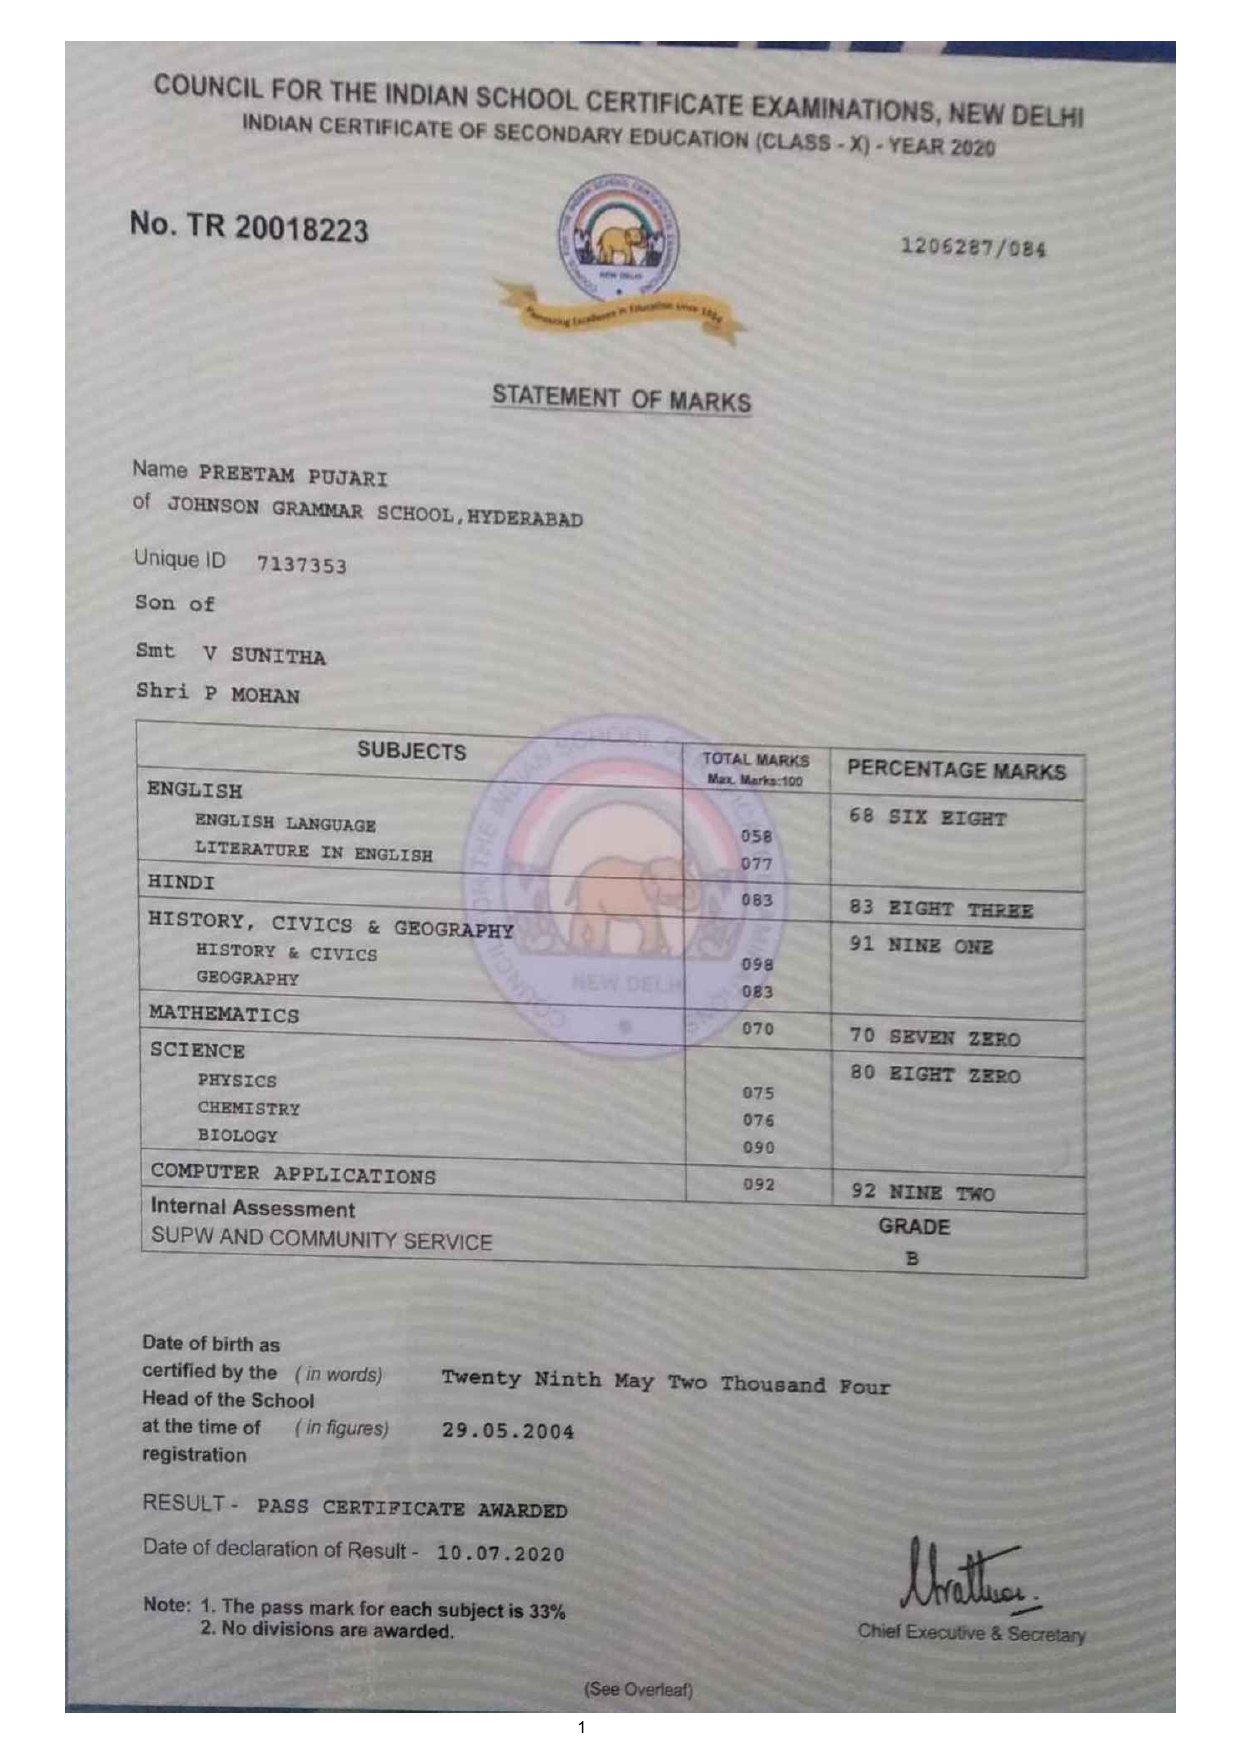 COUNCIL FOR THE INDIAN SCHOOL CERTIFICATE EXAMINATIONS, NEW DELHI
INDIAN CERTIFICATE OF SECONDARY EDUCATION (CLASS - X) - YEAR 2020
No. TR 20018223
1206287/084
NEW DELHI
Pioneering Excellence in Education since 1958
STATEMENT OF MARKS
Name PREETAM PUJARI
of JOHNSON GRAMMAR SCHOOL,HYDERABAD
Unique ID 7137353
Son of
Smt V SUNITHA
Shri P MOHAN
SUBJECTS TOTAL MARKS Max. Marks:100 PERCENTAGE MARKS
ENGLISH 68 SIX EIGHT
ENGLISH LANGUAGE 058
LITERATURE IN ENGLISH 077
HINDI 083 83 EIGHT THREE
HISTORY, CIVICS & GEOGRAPHY 91 NINE ONE
HISTORY & CIVICS 098
GEOGRAPHY 083
NEW DELHI
MATHEMATICS 070 70 SEVEN ZERO
SCIENCE 80 EIGHT ZERO
PHYSICS 075
CHEMISTRY 076
BIOLOGY 090
COMPUTER APPLICATIONS 092 92 NINE TWO
Internal Assessment GRADE
SUPW AND COMMUNITY SERVICE B
Date of birth as
certified by the (in words) Twenty Ninth May Two Thousand Four
Head of the School
at the time of (in figures) 29.05.2004
registration
RESULT - PASS CERTIFICATE AWARDED
Date of declaration of Result - 10.07.2020
Note: 1. The pass mark for each subject is 33%
2. No divisions are awarded.
Chief Executive & Secretary
(See Overleaf)
1